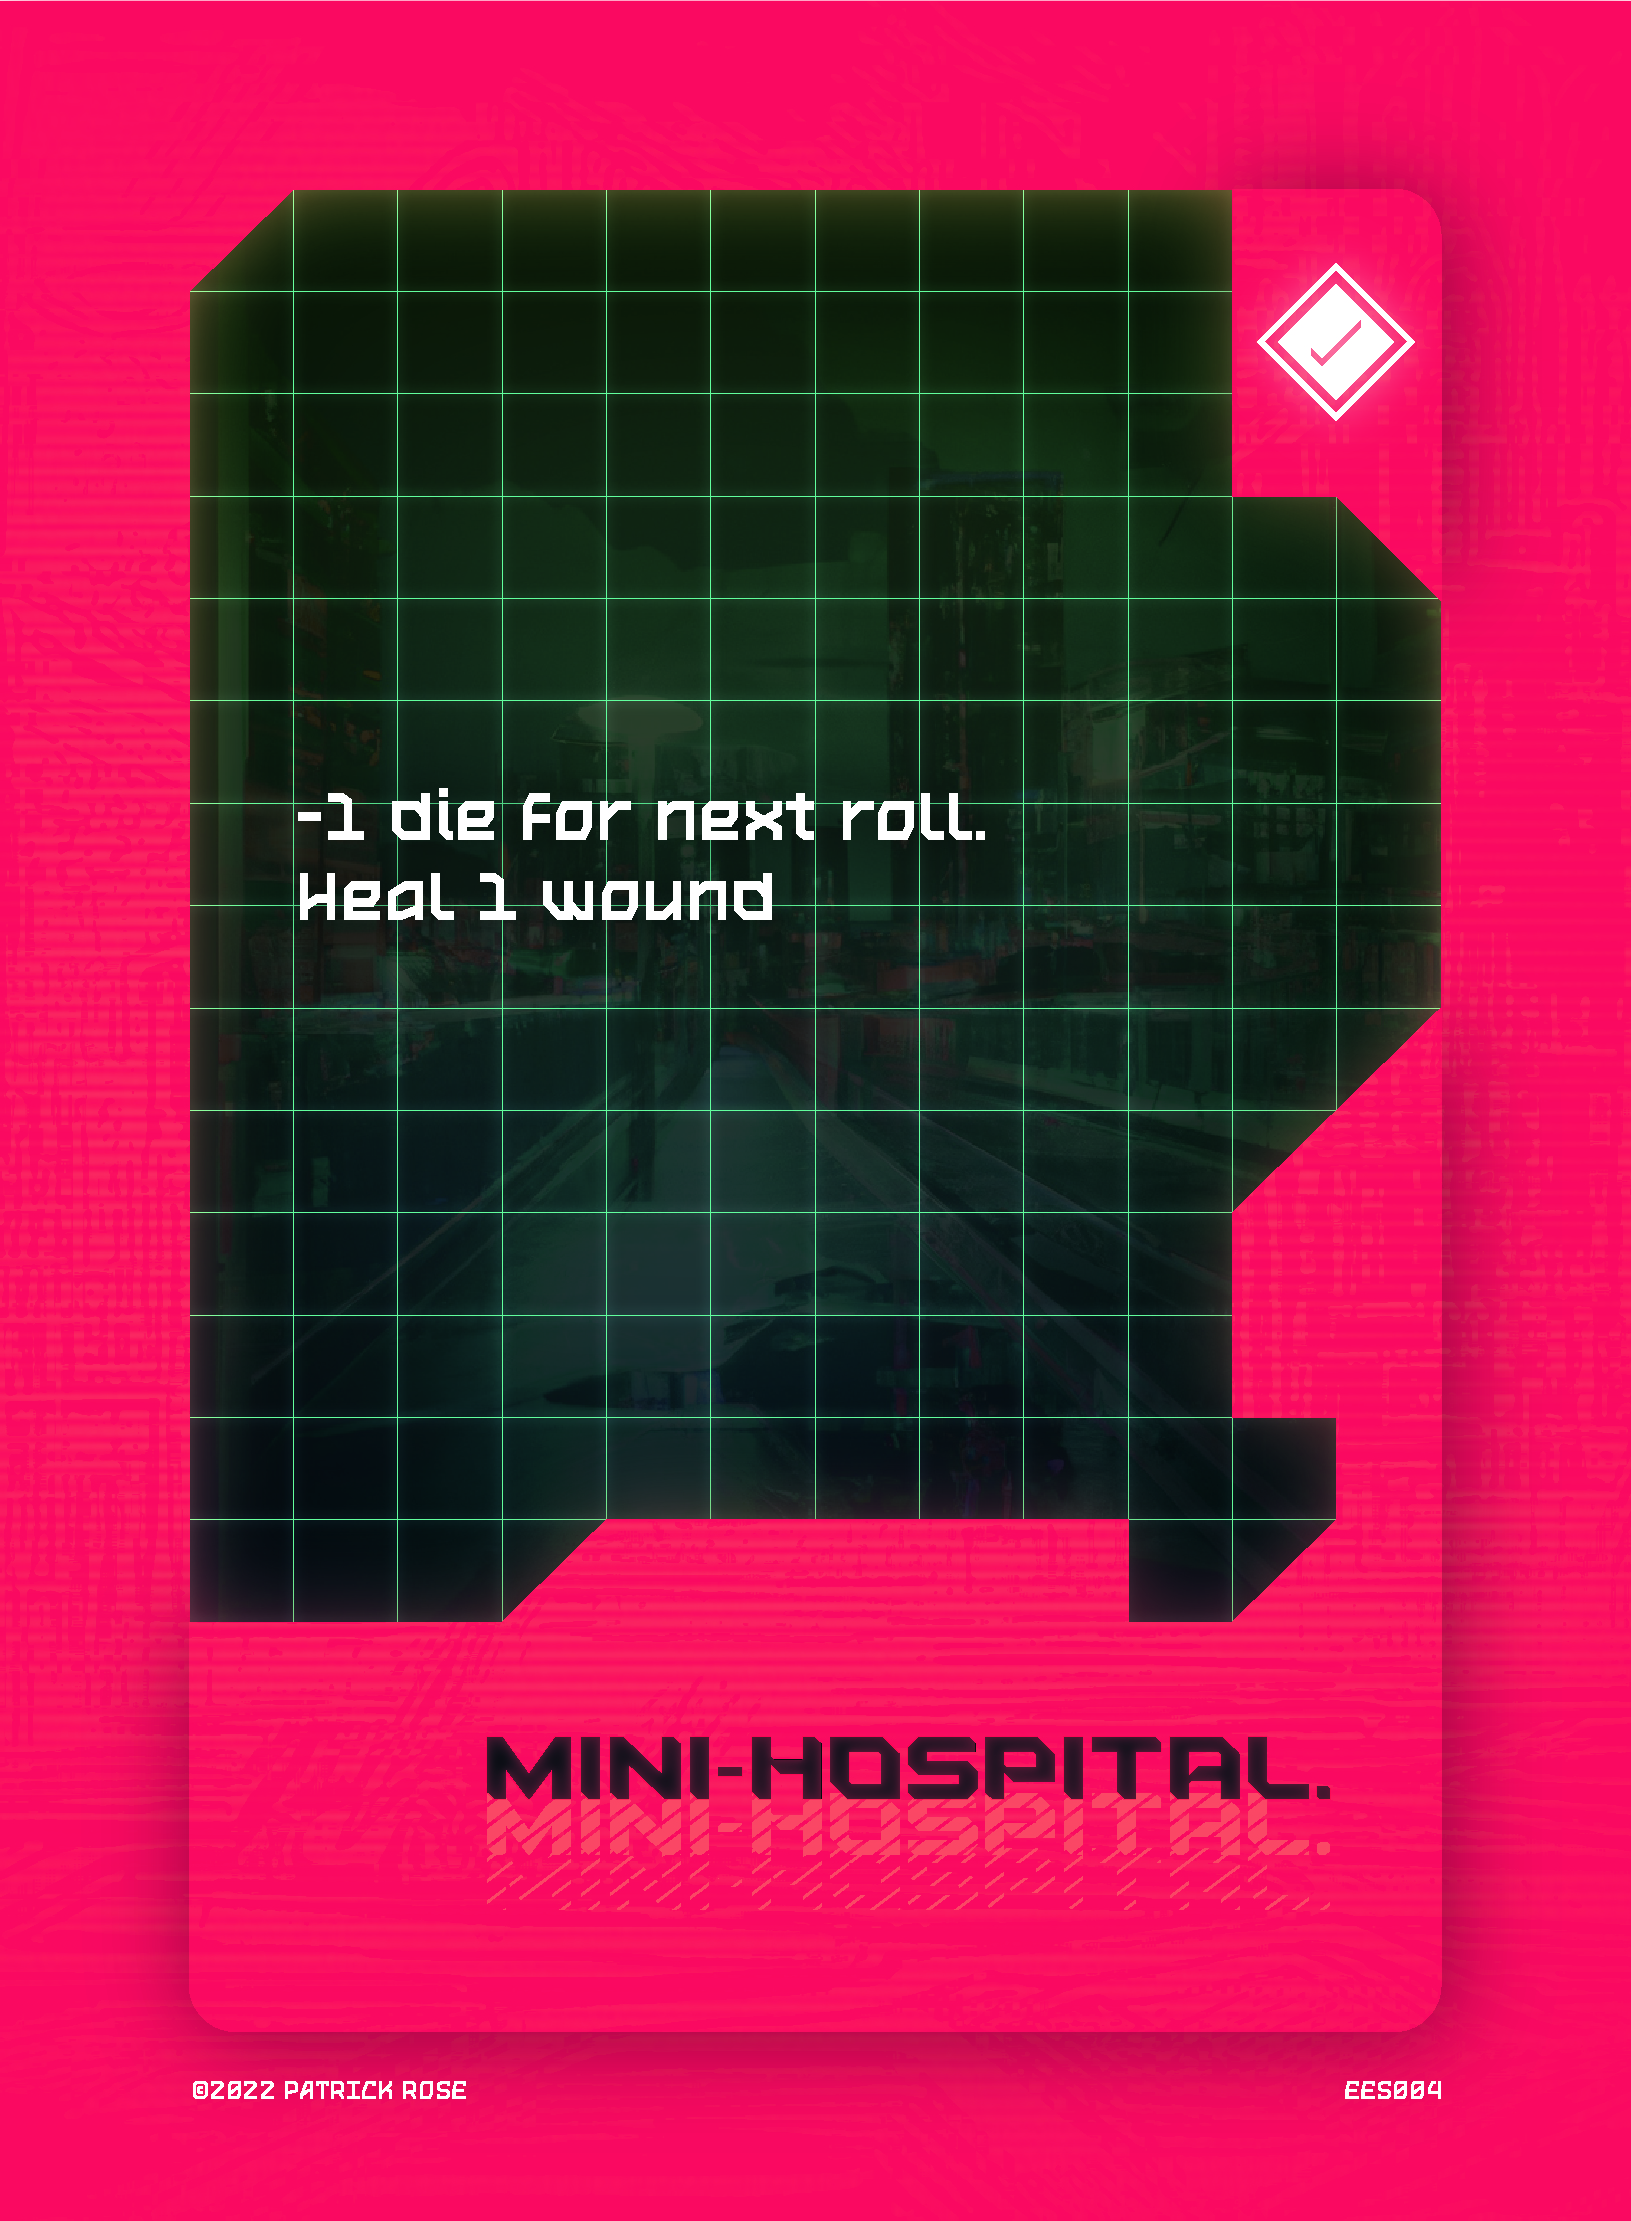 -1 die for next roll.
Heal 1 wound
MINI-HOSPITAL.
MINI-HOSPITAL.
©2022 PATRICK ROSE
EES004